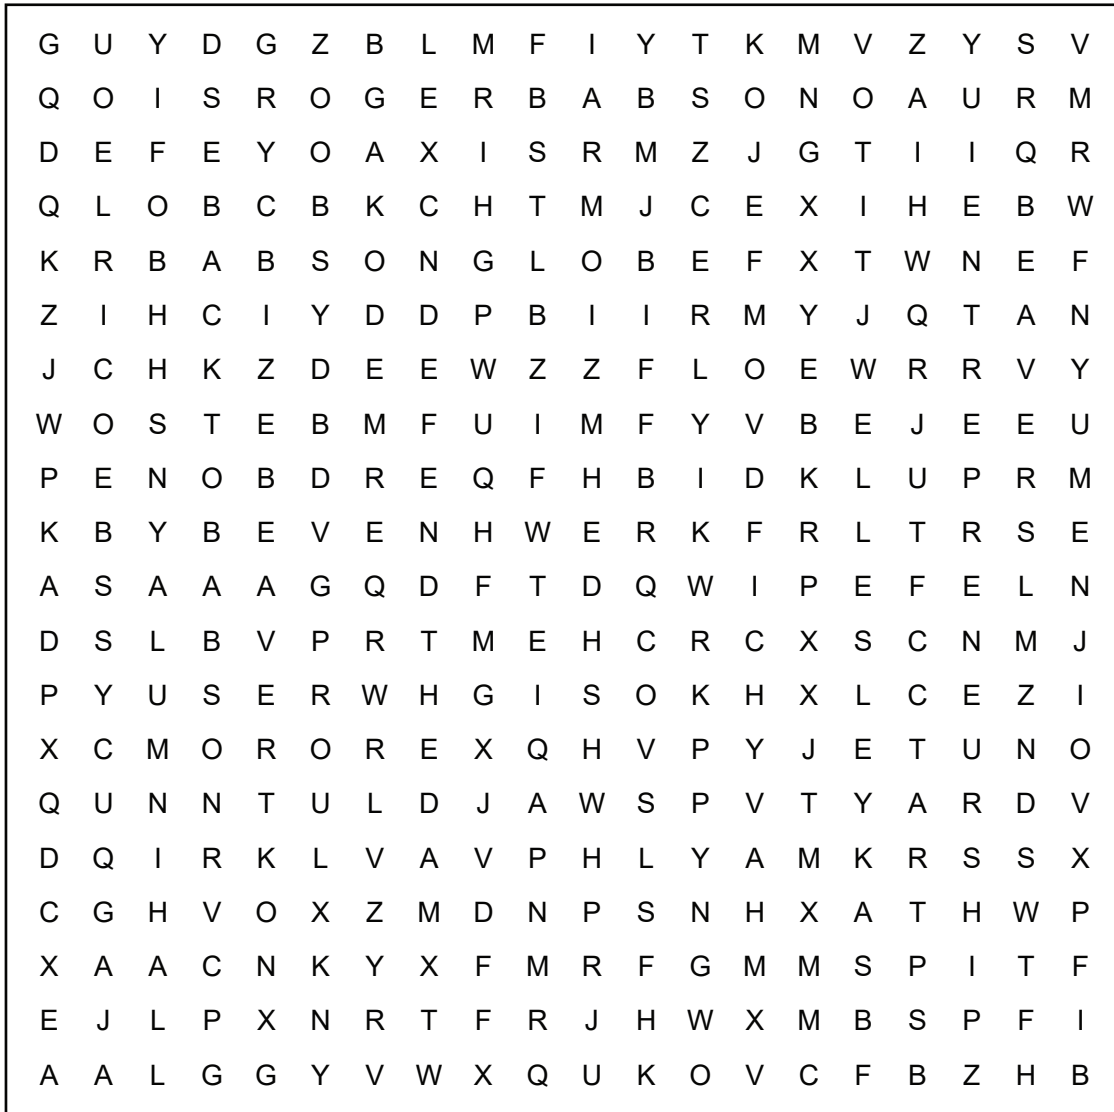 G U Y D G Z B L M F I Y T K M V Z Y S V
Q O I S R O G E R B A B S O N O A U R M
D E F E Y O A X I S R M Z J G T I I Q R
Q L O B C B K C H T M J C E X I H E B W
K R B A B S O N G L O B E F X T W N E F
Z I H C I Y D D P B I I R M Y J Q T A N
J C H K Z D E E W Z Z F L O E W R R V Y
W O S T E B M F U I M F Y V B E J E E U
P E N O B D R E Q F H B I D K L U P R M
K B Y B E V E N H W E R K F R L T R S E
A S A A A G Q D F T D Q W I P E F E L N
D S L B V P R T M E H C R C X S C N M J
P Y U S E R W H G I S O K H X L C E Z I
X C M O R O R E X Q H V P Y J E T U N O
Q U N N T U L D J A W S P V T Y A R D V
D Q I R K L V A V P H L Y A M K R S S X
C G H V O X Z M D N P S N H X A T H W P
X A A C N K Y X F M R F G M M S P I T F
E J L P X N R T F R J H W X M B S P F I
A A L G G Y V W X Q U K O V C F B Z H B